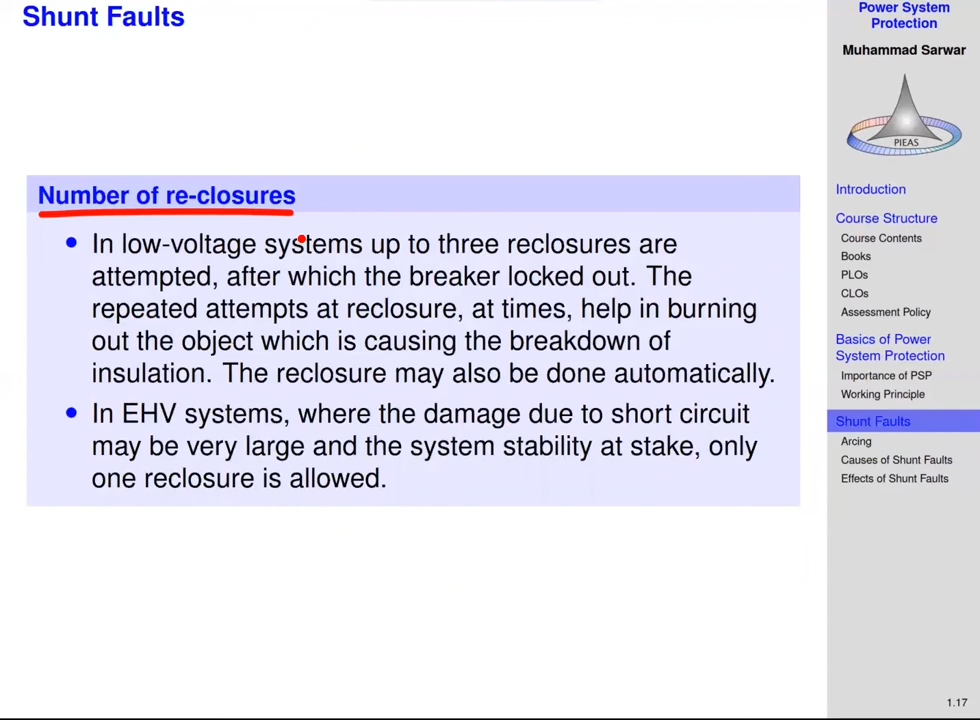 Shunt Faults
Number of re-closures
In low-voltage systems up to three reclosures are
attempted, after which the breaker locked out. The
repeated attempts at reclosure, at times, help in burning
out the object which is causing the breakdown of
insulation. The reclosure may also be done automatically.
In EHV systems, where the damage due to short circuit
may be very large and the system stability at stake, only
one reclosure is allowed.
Power System
Protection
Muhammad Sarwar
PIEAS
Introduction
Course Structure
Course Contents
Books
PLOs
CLOs
Assessment Policy
Basics of Power
System Protection
Importance of PSP
Working Principle
Shunt Faults
Arcing
Causes of Shunt Faults
Effects of Shunt Faults
1.17